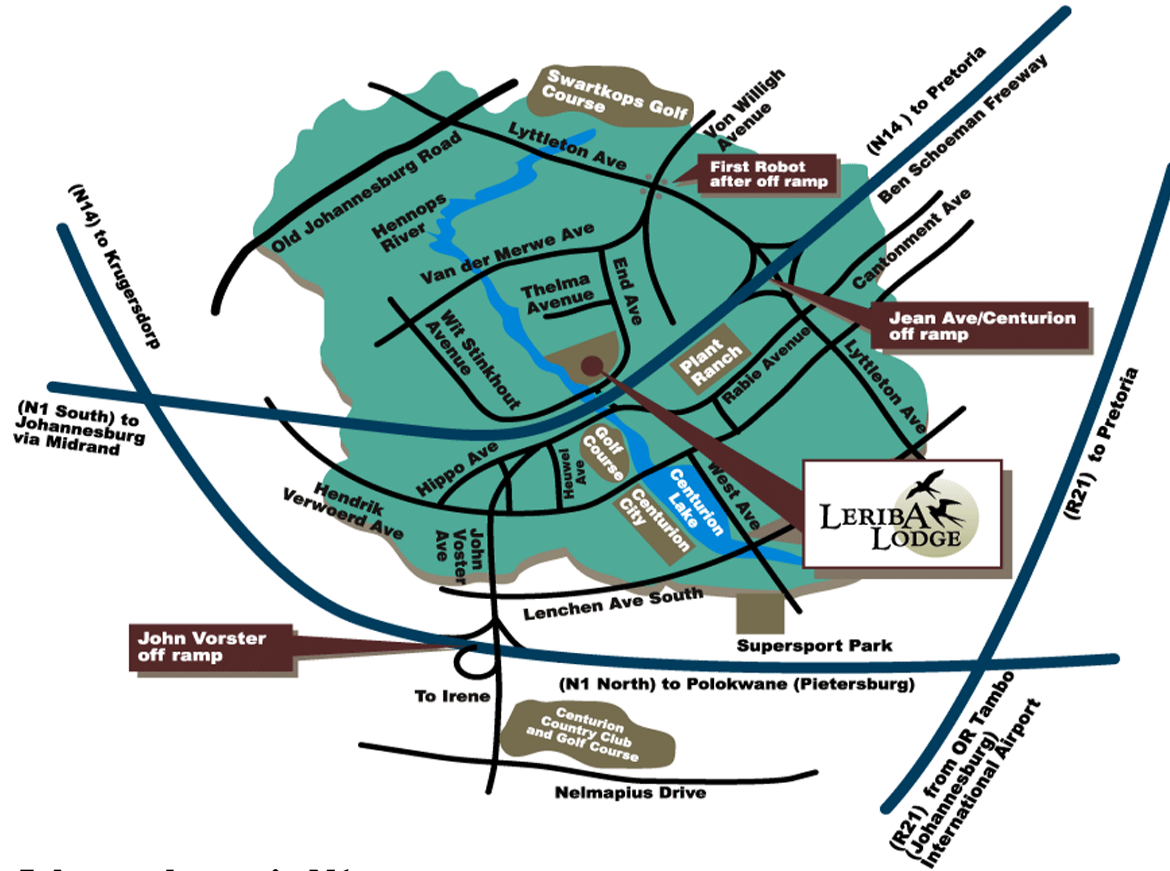 Swartkops Golf
Course
Von Willigh
Avenue
(N14 ) to Pretoria
Ben Schoeman Freeway
Lyttleton Ave
First Robot
after off ramp
Old Johannesburg Road
(N14) to Krugersdorp
Hennops
River
Van der Merwe Ave
Cantonment Ave
Thelma
Avenue
End Ave
Jean Ave/Centurion
off ramp
Wit Stinkhout
Avenue
Plant
Ranch
Rabie Avenue
Lyttleton Ave
(R21) to Pretoria
(N1 South) to
Johannesburg
via Midrand
Hippo Ave
Heuwel
Ave
Golf
Course
Hendrik
Verwoerd Ave
Centurion
Lake
West Ave
Centurion
City
LERIBA
LODGE
John
Voster
Ave
Lenchen Ave South
John Vorster
off ramp
Supersport Park
To Irene
(N1 North) to Polokwane (Pietersburg)
Centurion
Country Club
and Golf Course
Nelmapius Drive
(R21) from OR Tambo
(Johannesburg)
International Airport